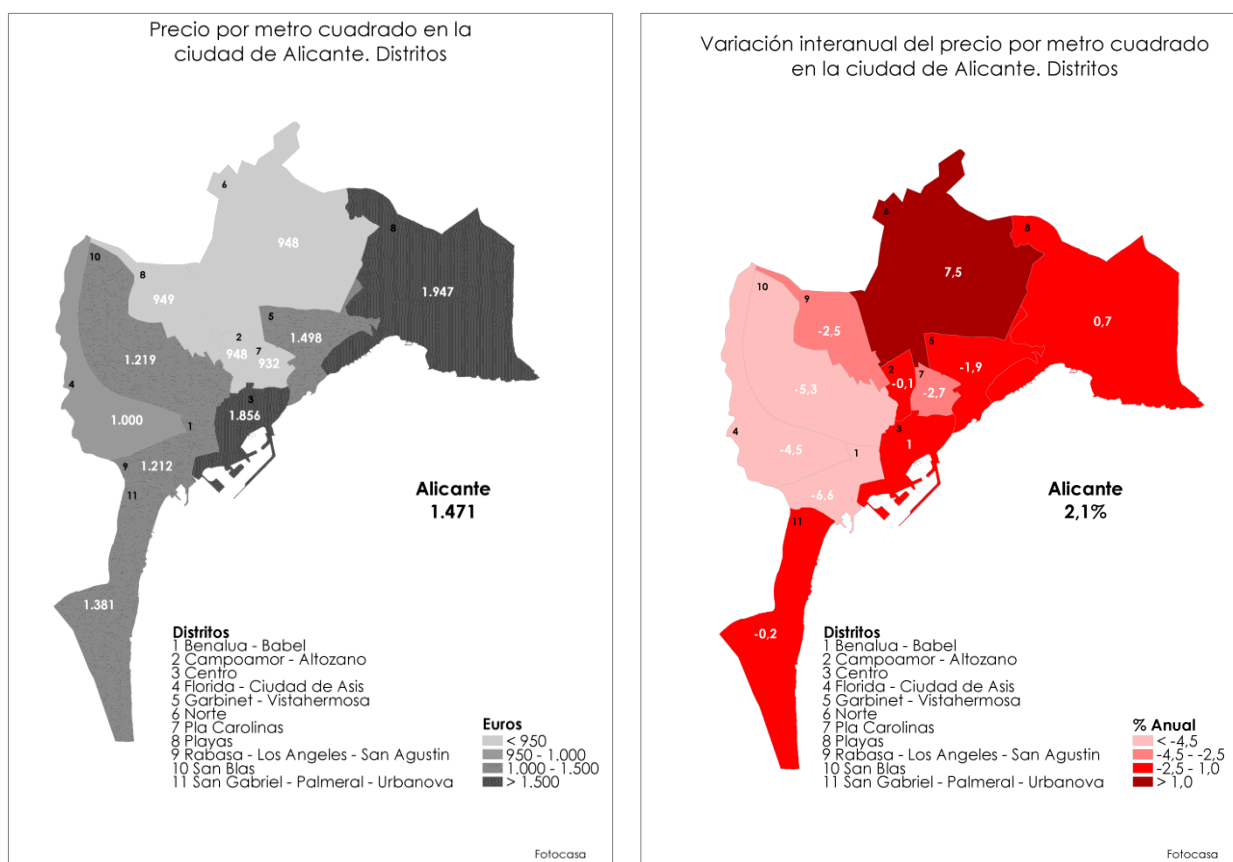 Precio por metro cuadrado en la
ciudad de Alicante. Distritos
6
8
948
10
8
1.947
949
5
2
1.498
7
948
932
1.219
4
3
1.856
1.000
1
9
1.212
11
Alicante
1.471
1.381
Distritos
1 Benalua - Babel
2 Campoamor - Altozano
3 Centro
4 Florida - Ciudad de Asis
5 Garbinet - Vistahermosa
6 Norte
7 Pla Carolinas
8 Playas
9 Rabasa - Los Angeles - San Agustin
10 San Blas
11 San Gabriel - Palmeral - Urbanova
Euros
< 950
950 - 1.000
1.000 - 1.500
> 1.500
Fotocasa
Variación interanual del precio por metro cuadrado
en la ciudad de Alicante. Distritos
6
8
7,5
10
9
0,7
-2,5
5
2
7
-1,9
-0,1
-2,7
-5,3
4
3
1
-4,5
1
-6,6
11
Alicante
2,1%
-0,2
Distritos
1 Benalua - Babel
2 Campoamor - Altozano
3 Centro
4 Florida - Ciudad de Asis
5 Garbinet - Vistahermosa
6 Norte
7 Pla Carolinas
8 Playas
9 Rabasa - Los Angeles - San Agustin
10 San Blas
11 San Gabriel - Palmeral - Urbanova
% Anual
< -4,5
-4,5 - -2,5
-2,5 - 1,0
> 1,0
Fotocasa